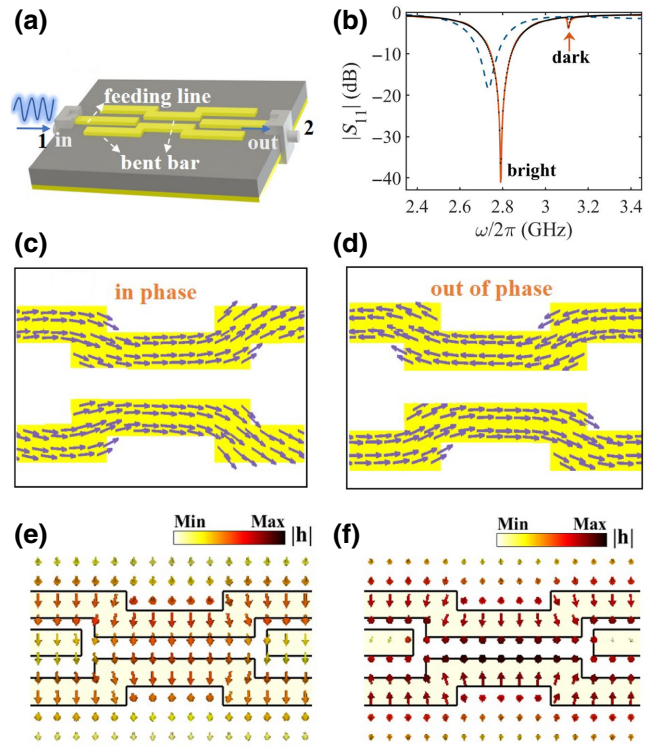 (a)
feeding line
1
in
out
2
bent bar
(b)
|S₁₁| (dB)
0
-10
-20
-30
-40
dark
bright
2.4 2.6 2.8 3.0 3.2 3.4
ω/2π (GHz)
(c)
in phase
(d)
out of phase
(e)
Min Max |h|
(f)
Min Max |h|